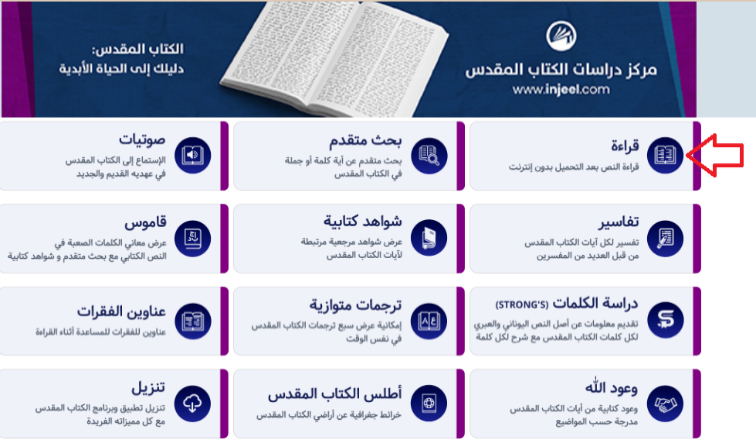 الكتاب المقدس:
دليلك إلى الحياة الأبدية
مركز دراسات الكتاب المقدس
www.injeel.com
قراءة
قراءة النص بعد التحميل بدون إنترنت
بحث متقدم
بحث متقدم عن أية كلمة أو جملة
في الكتاب المقدس
صوتيات
الإستماع إلى الكتاب المقدس
في عهديه القديم والجديد
تفاسير
تفسير لكل آيات الكتاب المقدس
من قبل العديد من المفسرين
شواهد كتابية
عرض شواهد مرجعية مرتبطة
لآيات الكتاب المقدس
قاموس
عرض معاني الكلمات الصعبة في
النص الكتابي مع بحث متقدم و شواهد كتابية
دراسة الكلمات (STRONG'S)
تقديم معلومات عن أصل النص اليوناني والعبري
لكل كلمات الكتاب المقدس مع شرح لكل كلمة
ترجمات متوازية
إمكانية عرض سبع ترجمات الكتاب المقدس
في نفس الوقت
عناوين الفقرات
عناوين للفقرات للمساعدة أثناء القراءة
وعود الله
وعود كتابية من آيات الكتاب المقدس
مدرجة حسب المواضيع
أطلس الكتاب المقدس
خرائط جغرافية عن أراضي الكتاب المقدس
تنزيل
تنزيل تطبيق وبرنامج الكتاب المقدس
مع كل مميزاته الفريدة